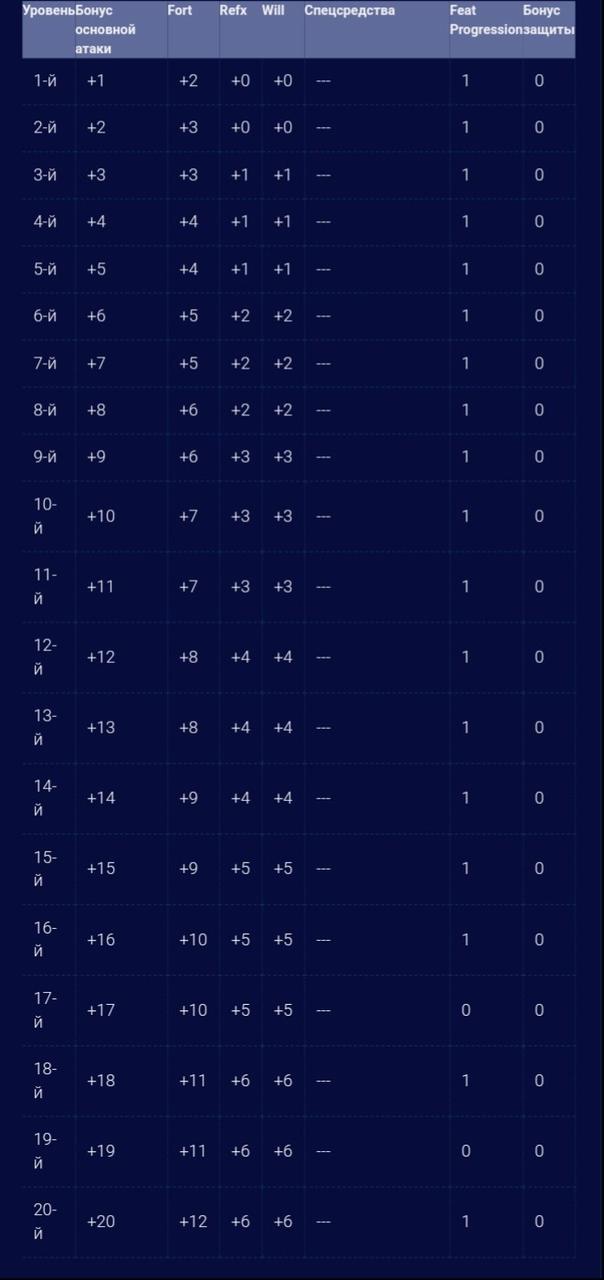 Уровень Бонус основной атаки Fort Refx Will Спецсредства Feat Progression Бонус защиты
1-й +1 +2 +0 +0 --- 1 0
2-й +2 +3 +0 +0 --- 1 0
3-й +3 +3 +1 +1 --- 1 0
4-й +4 +4 +1 +1 --- 1 0
5-й +5 +4 +1 +1 --- 1 0
6-й +6 +5 +2 +2 --- 1 0
7-й +7 +5 +2 +2 --- 1 0
8-й +8 +6 +2 +2 --- 1 0
9-й +9 +6 +3 +3 --- 1 0
10-й +10 +7 +3 +3 --- 1 0
11-й +11 +7 +3 +3 --- 1 0
12-й +12 +8 +4 +4 --- 1 0
13-й +13 +8 +4 +4 --- 1 0
14-й +14 +9 +4 +4 --- 1 0
15-й +15 +9 +5 +5 --- 1 0
16-й +16 +10 +5 +5 --- 1 0
17-й +17 +10 +5 +5 --- 0 0
18-й +18 +11 +6 +6 --- 1 0
19-й +19 +11 +6 +6 --- 0 0
20-й +20 +12 +6 +6 --- 1 0